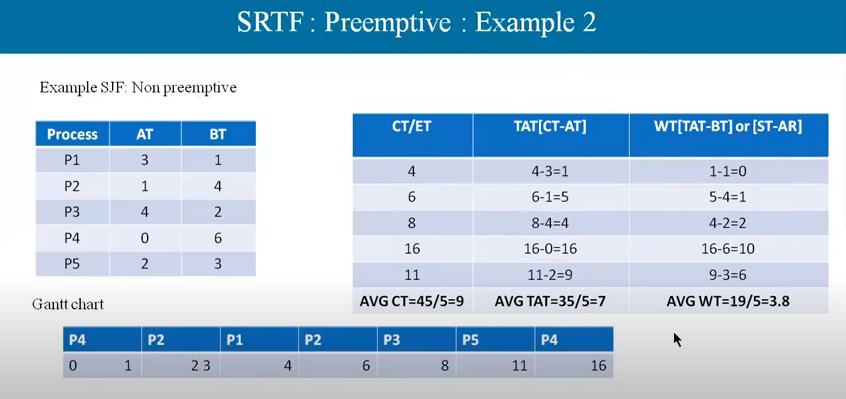 SRTF : Preemptive : Example 2
Example SJF: Non preemptive
Process AT BT
P1 3 1
P2 1 4
P3 4 2
P4 0 6
P5 2 3
CT/ET TAT[CT-AT] WT[TAT-BT] or [ST-AR]
4 4-3=1 1-1=0
6 6-1=5 5-4=1
8 8-4=4 4-2=2
16 16-0=16 16-6=10
11 11-2=9 9-3=6
AVG CT=45/5=9 AVG TAT=35/5=7 AVG WT=19/5=3.8
Gantt chart
P4 P2 P1 P2 P3 P5 P4
0 1 2 3 4 6 8 11 16